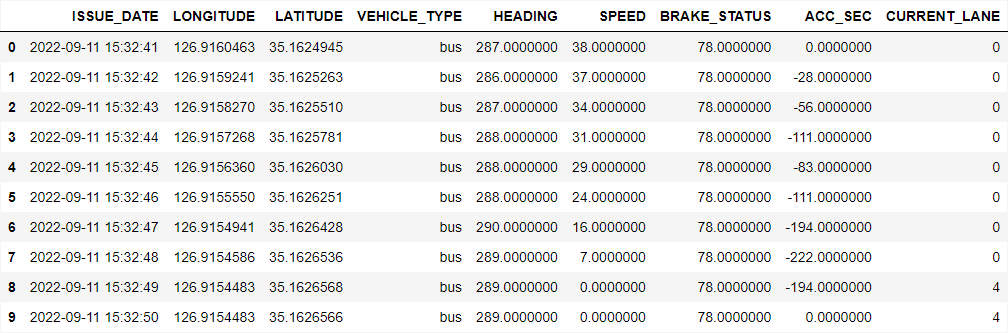 ISSUE_DATE LONGITUDE LATITUDE VEHICLE_TYPE HEADING SPEED BRAKE_STATUS ACC_SEC CURRENT_LANE
0 2022-09-11 15:32:41 126.9160463 35.1624945 bus 287.0000000 38.0000000 78.0000000 0.0000000 0
1 2022-09-11 15:32:42 126.9159241 35.1625263 bus 286.0000000 37.0000000 78.0000000 -28.0000000 0
2 2022-09-11 15:32:43 126.9158270 35.1625510 bus 287.0000000 34.0000000 78.0000000 -56.0000000 0
3 2022-09-11 15:32:44 126.9157268 35.1625781 bus 288.0000000 31.0000000 78.0000000 -111.0000000 0
4 2022-09-11 15:32:45 126.9156360 35.1626030 bus 288.0000000 29.0000000 78.0000000 -83.0000000 0
5 2022-09-11 15:32:46 126.9155550 35.1626251 bus 288.0000000 24.0000000 78.0000000 -111.0000000 0
6 2022-09-11 15:32:47 126.9154941 35.1626428 bus 290.0000000 16.0000000 78.0000000 -194.0000000 0
7 2022-09-11 15:32:48 126.9154586 35.1626536 bus 289.0000000 7.0000000 78.0000000 -222.0000000 0
8 2022-09-11 15:32:49 126.9154483 35.1626568 bus 289.0000000 0.0000000 78.0000000 -194.0000000 4
9 2022-09-11 15:32:50 126.9154483 35.1626566 bus 289.0000000 0.0000000 78.0000000 0.0000000 4